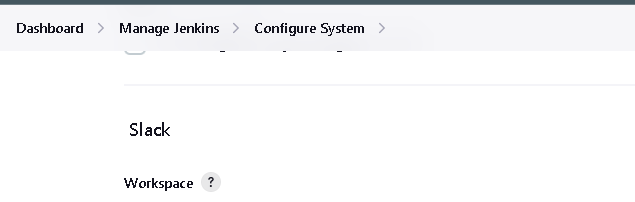 Dashboard > Manage Jenkins > Configure System >
Slack
Workspace ?